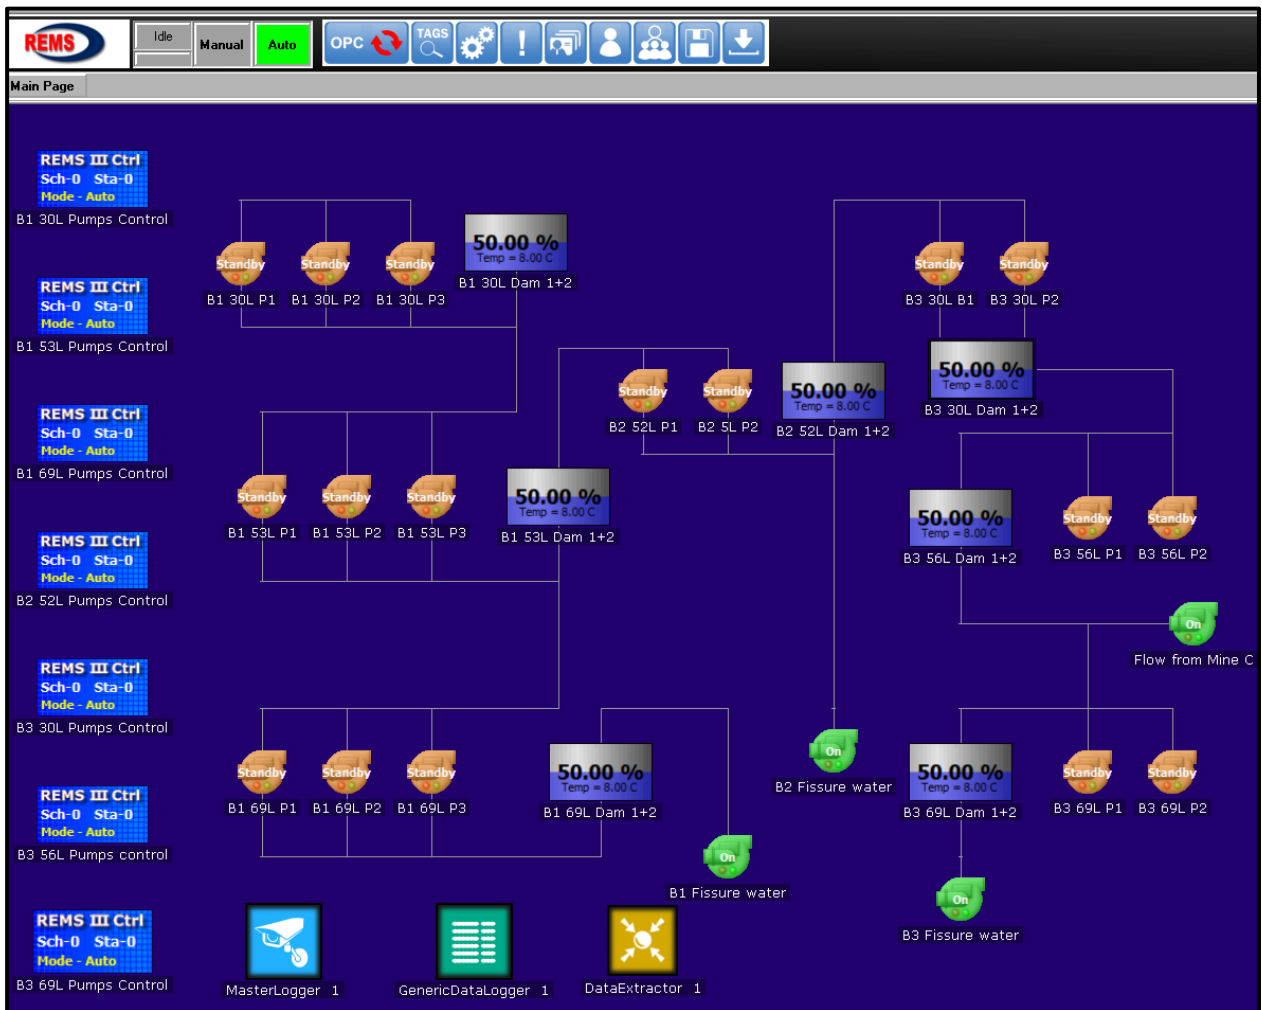 REMS
Idle
Manual
Auto
OPC
TAGS
Main Page
REMS III Ctrl
Sch-0 Sta-0
Mode - Auto
B1 30L Pumps Control
REMS III Ctrl
Sch-0 Sta-0
Mode - Auto
B1 53L Pumps Control
REMS III Ctrl
Sch-0 Sta-0
Mode - Auto
B1 69L Pumps Control
REMS III Ctrl
Sch-0 Sta-0
Mode - Auto
B2 52L Pumps Control
REMS III Ctrl
Sch-0 Sta-0
Mode - Auto
B3 30L Pumps Control
REMS III Ctrl
Sch-0 Sta-0
Mode - Auto
B3 56L Pumps control
REMS III Ctrl
Sch-0 Sta-0
Mode - Auto
B3 69L Pumps Control
Standby
B1 30L P1
Standby
B1 30L P2
Standby
B1 30L P3
50.00 %
Temp = 8.00 C
B1 30L Dam 1+2
Standby
B3 30L B1
Standby
B3 30L P2
50.00 %
Temp = 8.00 C
B3 30L Dam 1+2
Standby
B2 52L P1
Standby
B2 5L P2
50.00 %
Temp = 8.00 C
B2 52L Dam 1+2
Standby
B1 53L P1
Standby
B1 53L P2
Standby
B1 53L P3
50.00 %
Temp = 8.00 C
B1 53L Dam 1+2
50.00 %
Temp = 8.00 C
B3 56L Dam 1+2
Standby
B3 56L P1
Standby
B3 56L P2
On
Flow from Mine C
Standby
B1 69L P1
Standby
B1 69L P2
Standby
B1 69L P3
50.00 %
Temp = 8.00 C
B1 69L Dam 1+2
On
B2 Fissure water
50.00 %
Temp = 8.00 C
B3 69L Dam 1+2
Standby
B3 69L P1
Standby
B3 69L P2
On
B1 Fissure water
On
B3 Fissure water
MasterLogger 1
GenericDataLogger 1
DataExtractor 1